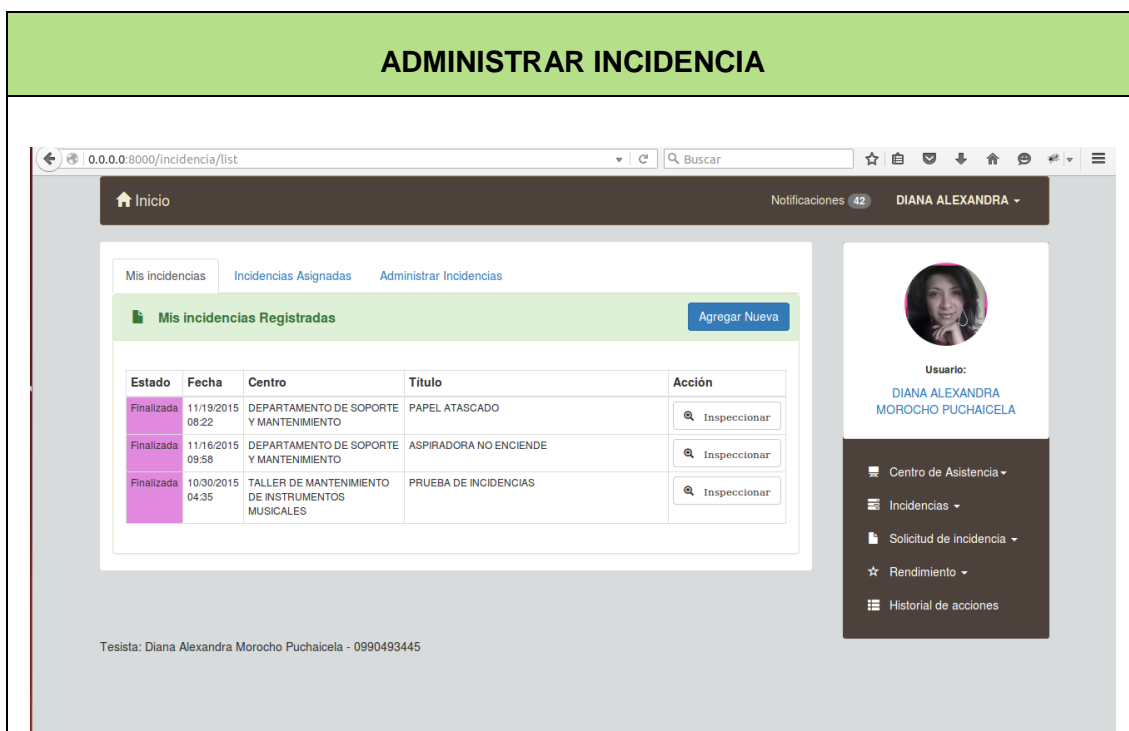 ADMINISTRAR INCIDENCIA
0.0.0.0:8000/incidencia/list
Buscar
Inicio
Notificaciones 42 DIANA ALEXANDRA
Mis incidencias Incidencias Asignadas Administrar Incidencias
Mis incidencias Registradas Agregar Nueva
Estado Fecha Centro Título Acción
Finalizada 11/19/2015 DEPARTAMENTO DE SOPORTE PAPEL ATASCADO Inspeccionar
08:22 Y MANTENIMIENTO
Finalizada 11/16/2015 DEPARTAMENTO DE SOPORTE ASPIRADORA NO ENCIENDE Inspeccionar
09:58 Y MANTENIMIENTO
Finalizada 10/30/2015 TALLER DE MANTENIMIENTO PRUEBA DE INCIDENCIAS Inspeccionar
04:35 DE INSTRUMENTOS
MUSICALES
Usuario:
DIANA ALEXANDRA
MOROCHO PUCHAICELA
Centro de Asistencia
Incidencias
Solicitud de incidencia
Rendimiento
Historial de acciones
Tesista: Diana Alexandra Morocho Puchaicela - 0990493445